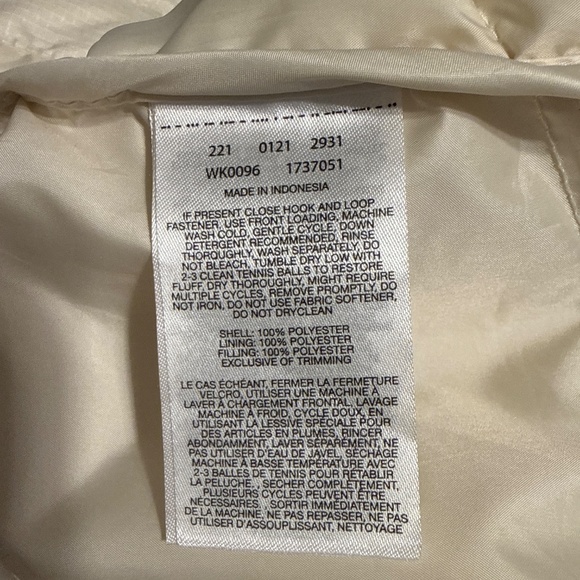 221 0121 2931
WK0096 1737051
MADE IN INDONESIA
IF PRESENT CLOSE HOOK AND LOOP
FASTENER, USE FRONT LOADING, MACHINE
WASH COLD, GENTLE CYCLE, DOWN
DETERGENT RECOMMENDED, RINSE
THOROUGHLY, WASH SEPARATELY, DO
NOT BLEACH, TUMBLE DRY LOW WITH
2-3 CLEAN TENNIS BALLS TO RESTORE
FLUFF, DRY THOROUGHLY, MIGHT REQUIRE
MULTIPLE CYCLES, REMOVE PROMPTLY, DO
NOT IRON, DO NOT USE FABRIC SOFTENER,
DO NOT DRYCLEAN
SHELL: 100% POLYESTER
LINING: 100% POLYESTER
FILLING: 100% POLYESTER
EXCLUSIVE OF TRIMMING
LE CAS ÉCHÉANT, FERMER LA FERMETURE
VELCRO, UTILISER UNE MACHINE À
LAVER À CHARGEMENT FRONTAL. LAVAGE
MACHINE À FROID, CYCLE DOUX, EN
UTILISANT LA LESSIVE SPÉCIALE POUR
DES ARTICLES EN PLUMES, RINCER
ABONDAMMENT, LAVER SÉPARÉMENT, NE
PAS UTILISER D'EAU DE JAVEL, SÉCHAGE
MACHINE À BASSE TEMPÉRATURE AVEC
2-3 BALLES DE TENNIS POUR RÉTABLIR
LA PELUCHE, SÉCHER COMPLÈTEMENT,
PLUSIEURS CYCLES PEUVENT ÊTRE
NÉCESSAIRES, SORTIR IMMÉDIATEMENT
DE LA MACHINE, NE PAS REPASSER, NE PAS
UTILISER D'ASSOUPLISSANT, NETTOYAGE